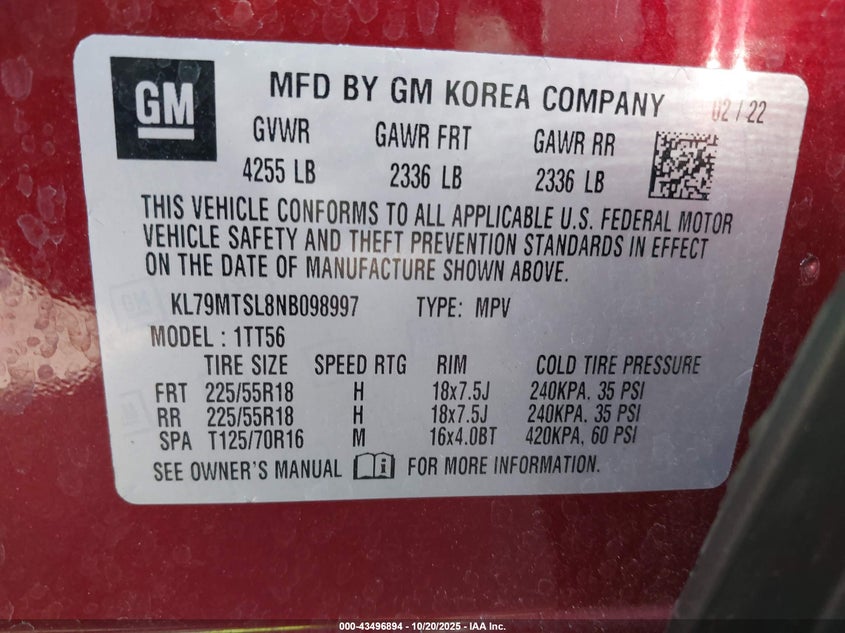 GM
MFD BY GM KOREA COMPANY
02 / 22
GVWR GAWR FRT GAWR RR
4255 LB 2336 LB 2336 LB
THIS VEHICLE CONFORMS TO ALL APPLICABLE U.S. FEDERAL MOTOR
VEHICLE SAFETY AND THEFT PREVENTION STANDARDS IN EFFECT
ON THE DATE OF MANUFACTURE SHOWN ABOVE.
KL79MTSL8NB098997 TYPE: MPV
MODEL : 1TT56
TIRE SIZE SPEED RTG RIM COLD TIRE PRESSURE
FRT 225/55R18 H 18x7.5J 240KPA, 35 PSI
RR 225/55R18 H 18x7.5J 240KPA, 35 PSI
SPA T125/70R16 M 16x4.0BT 420KPA, 60 PSI
SEE OWNER'S MANUAL i FOR MORE INFORMATION.
000-43496894 - 10/20/2025 - IAA Inc.